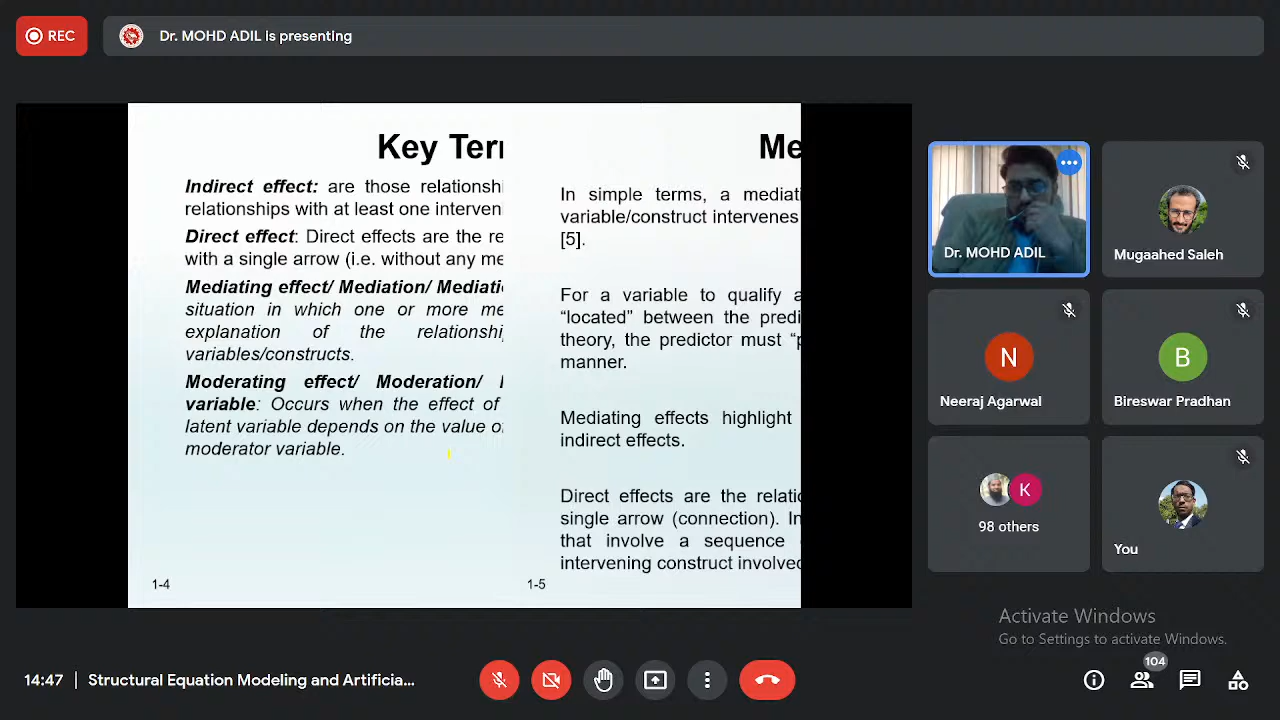 REC
Dr. MOHD ADIL is presenting
Key Ter
Indirect effect: are those relationsh
relationships with at least one interven
Direct effect: Direct effects are the re
with a single arrow (i.e. without any me
Mediating effect/ Mediation/ Mediatio
situation in which one or more me
explanation of the relationshi
variables/constructs.
Moderating effect/ Moderation/
variable: Occurs when the effect of
latent variable depends on the value o
moderator variable.
1-4
Me
In simple terms, a mediati
variable/construct intervenes
[5].
For a variable to qualify a
“located” between the predi
theory, the predictor must “p
manner.
Mediating effects highlight
indirect effects.
Direct effects are the relatio
single arrow (connection). In
that involve a sequence
intervening construct involved
1-5
Dr. MOHD ADIL
Mugaahed Saleh
N
Neeraj Agarwal
B
Bireswar Pradhan
K
98 others
You
Activate Windows
Go to Settings to activate Windows.
14:47 | Structural Equation Modeling and Artificia...
104